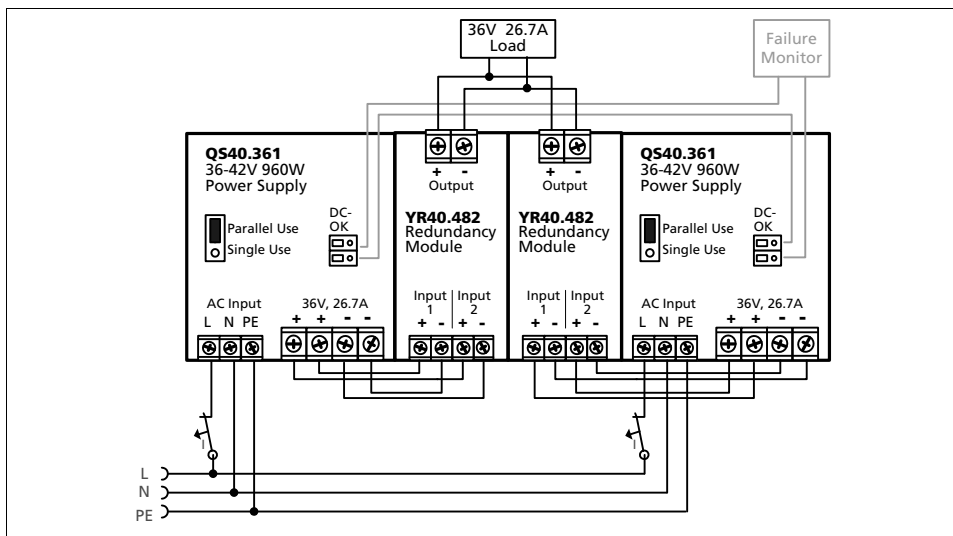 36V 26.7A
Load
Failure
Monitor
QS40.361
36-42V 960W
Power Supply
Parallel Use
Single Use
DC-
OK
AC Input
L N PE
36V, 26.7A
+ + - -
+ -
Output
YR40.482
Redundancy
Module
Input
1
Input
2
+ - + -
+ -
Output
YR40.482
Redundancy
Module
Input
1
Input
2
+ - + -
QS40.361
36-42V 960W
Power Supply
Parallel Use
Single Use
DC-
OK
AC Input
L N PE
36V, 26.7A
+ + - -
I
I
L
N
PE